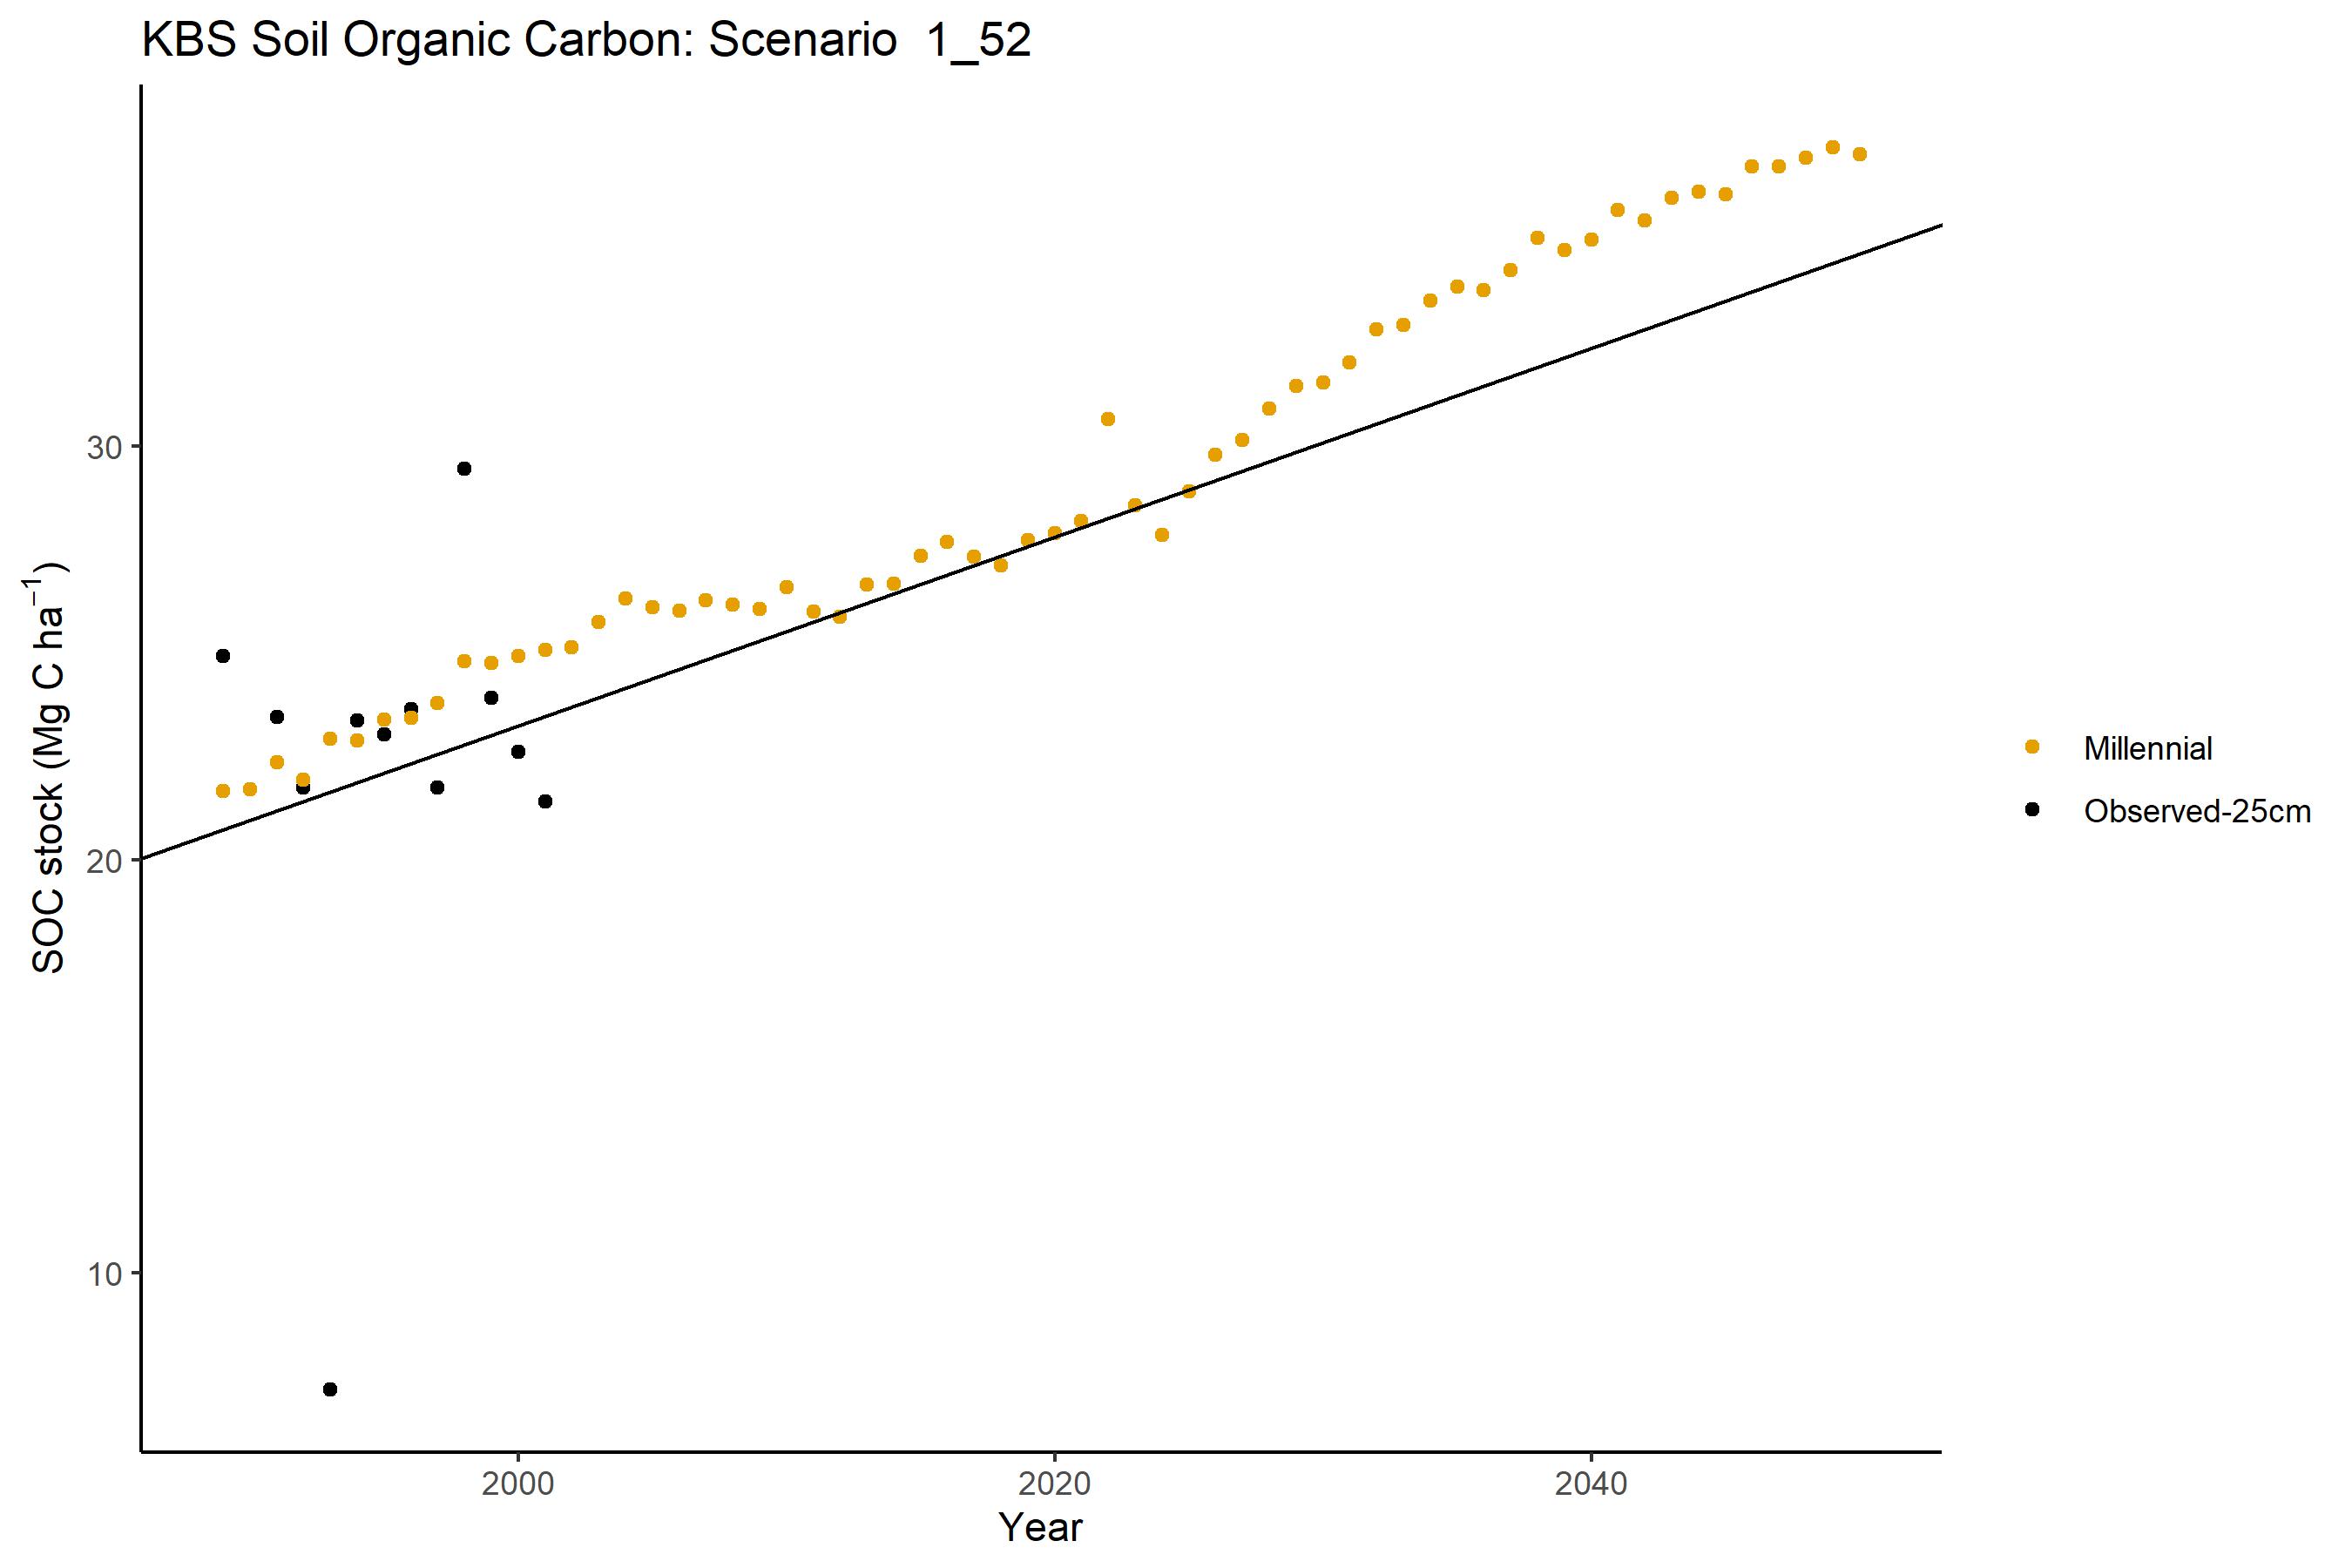 KBS Soil Organic Carbon: Scenario  1_52
SOC stock (Mg C ha⁻¹)
30
20
10
2000
2020
2040
Year
Millennial
Observed-25cm